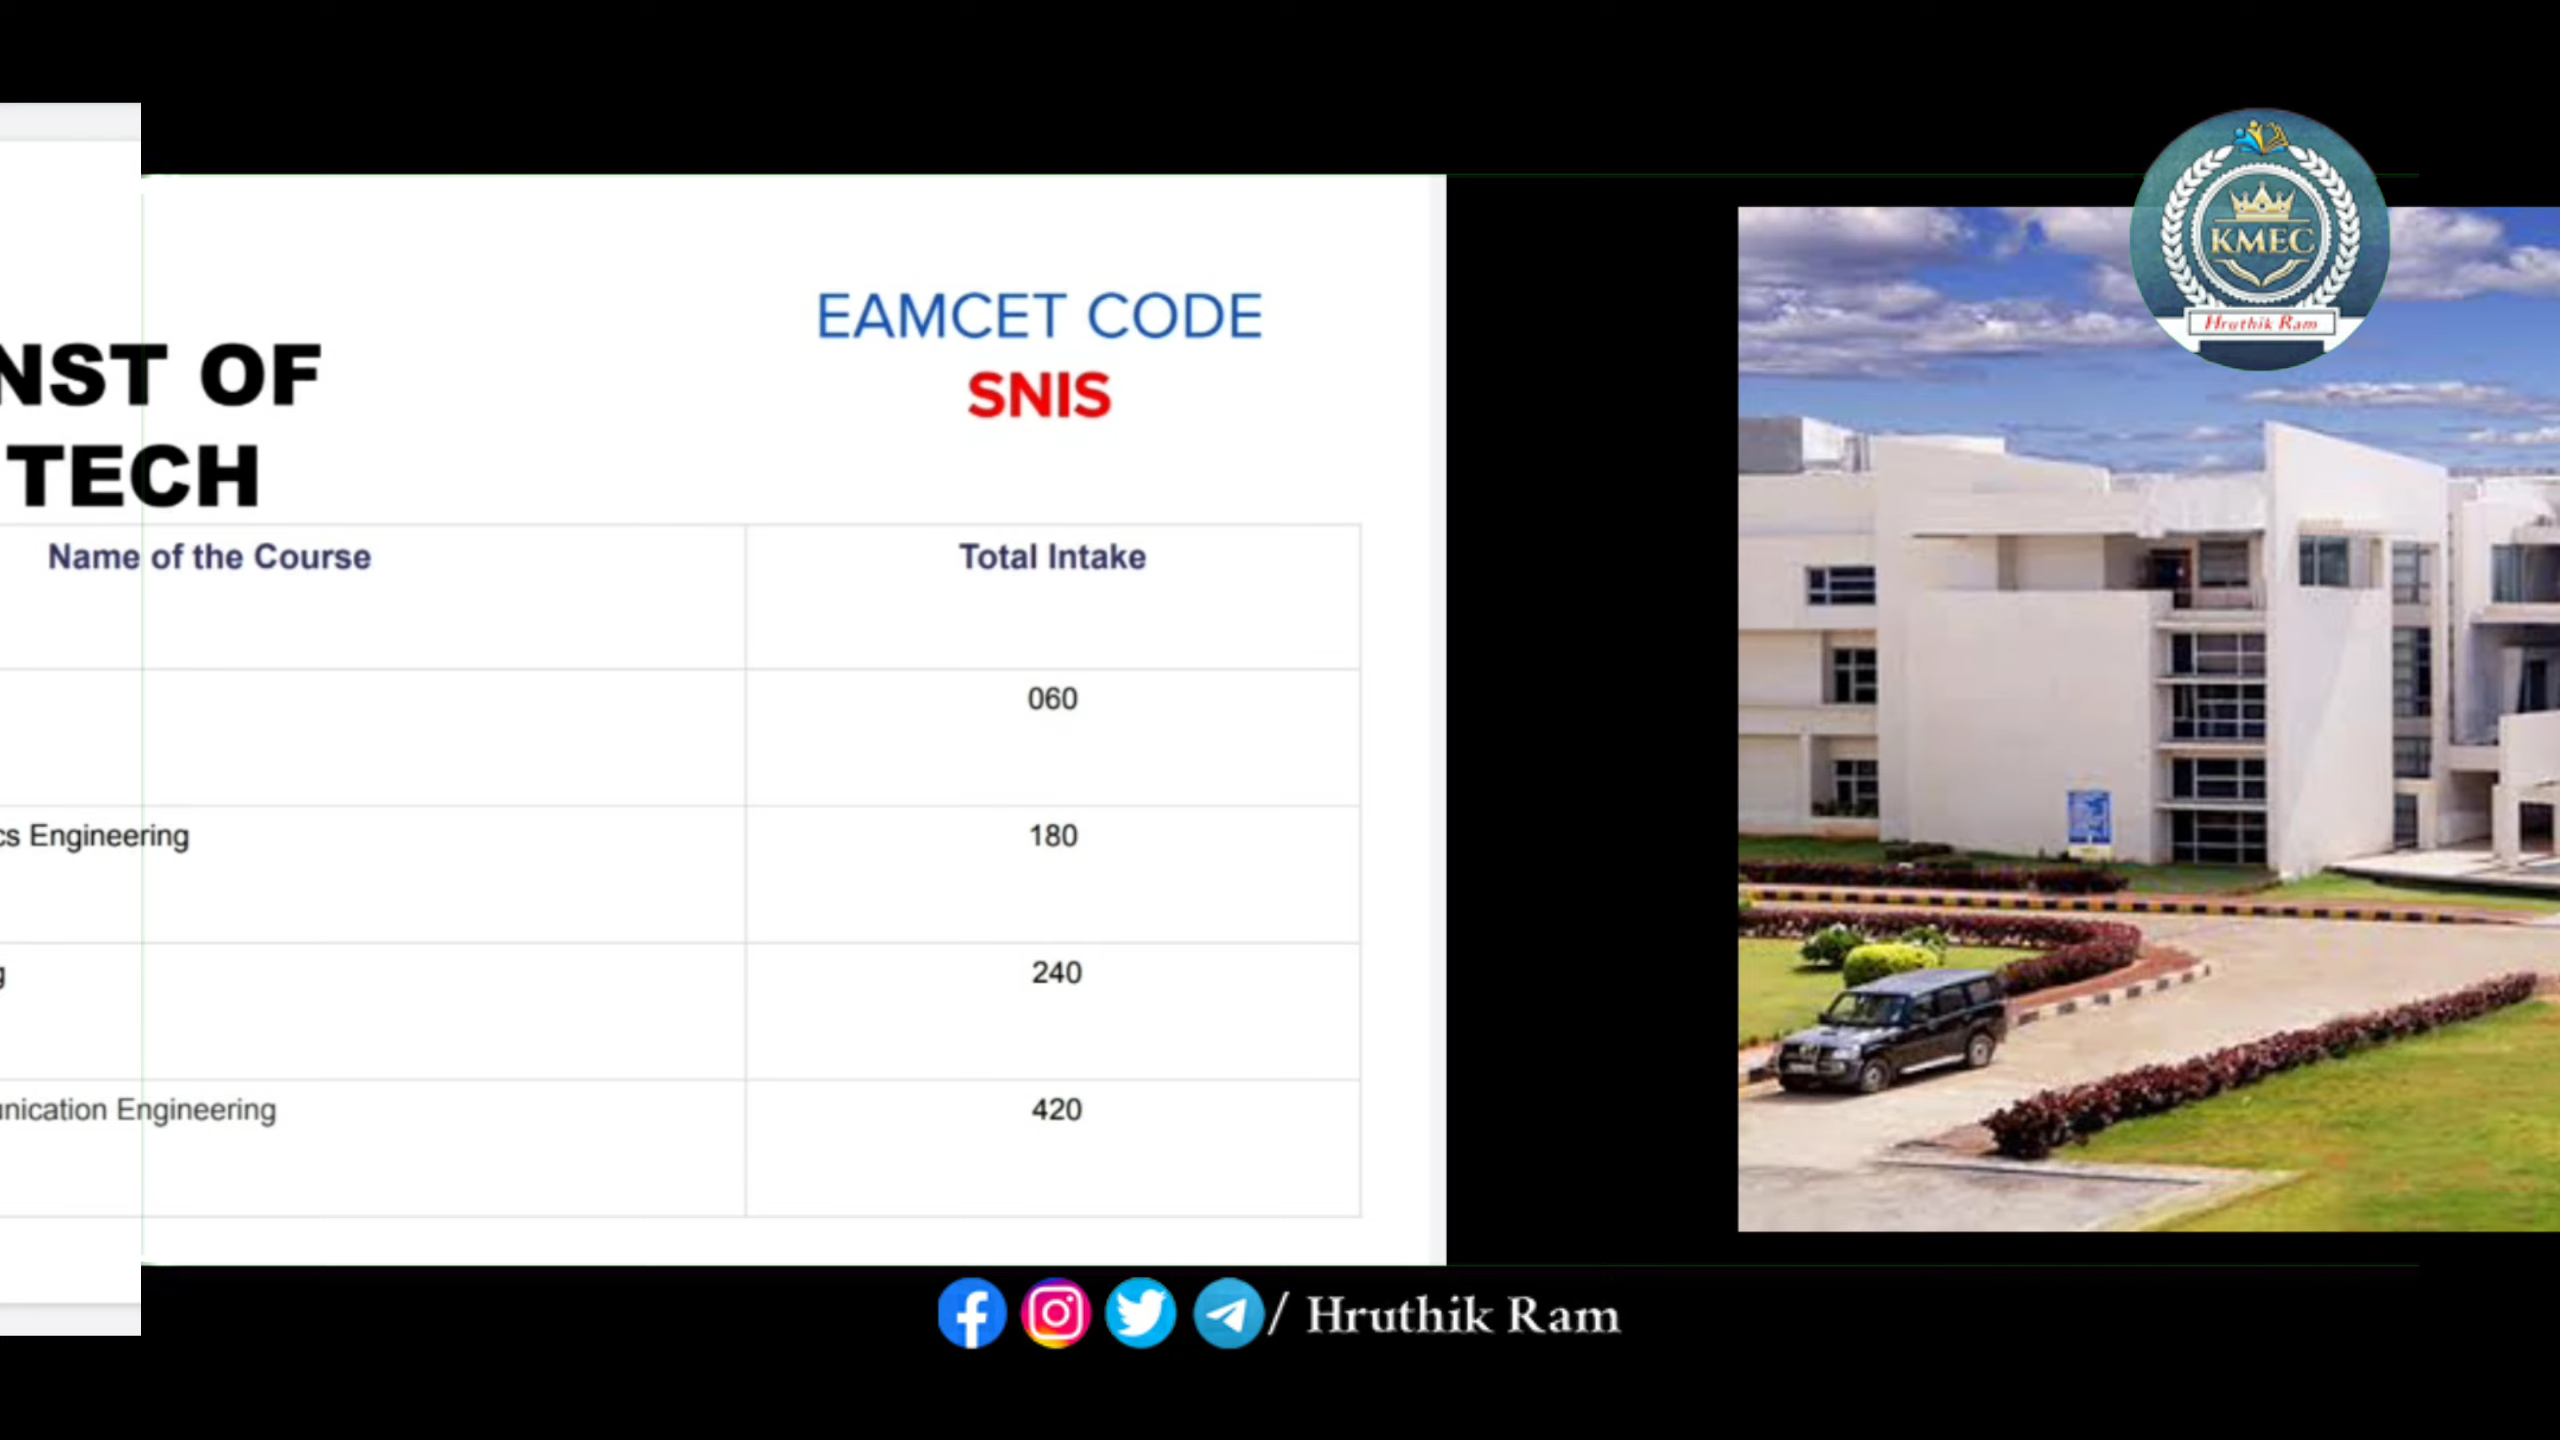 NST OF
TECH
EAMCET CODE
SNIS
Name of the Course
Total Intake
060
cs Engineering
180
g
240
unication Engineering
420
KMEC
Hruthik Ram
/ Hruthik Ram